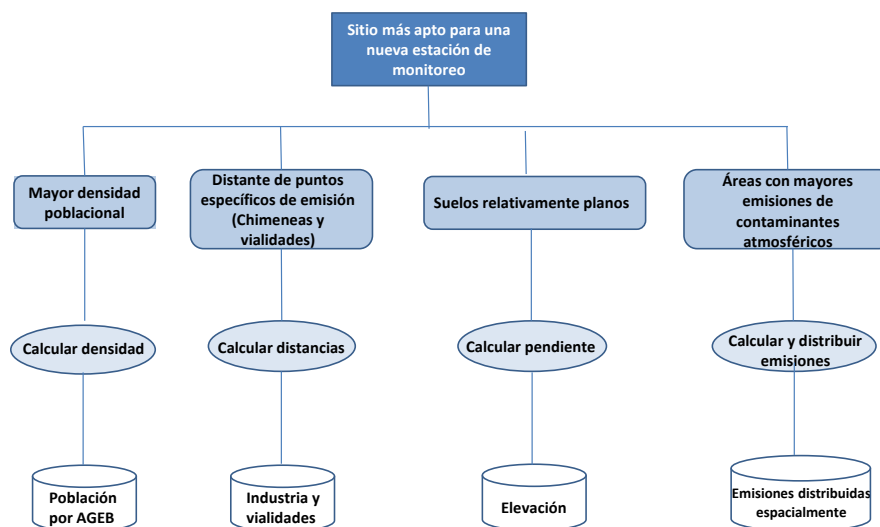 Sitio más apto para una
nueva estación de
monitoreo
Mayor densidad
poblacional
Distante de puntos
específicos de emisión
(Chimeneas y
vialidades)
Suelos relativamente planos
Áreas con mayores
emisiones de
contaminantes
atmosféricos
Calcular densidad
Calcular distancias
Calcular pendiente
Calcular y distribuir
emisiones
Población
por AGEB
Industria y
vialidades
Elevación
Emisiones distribuidas
espacialmente